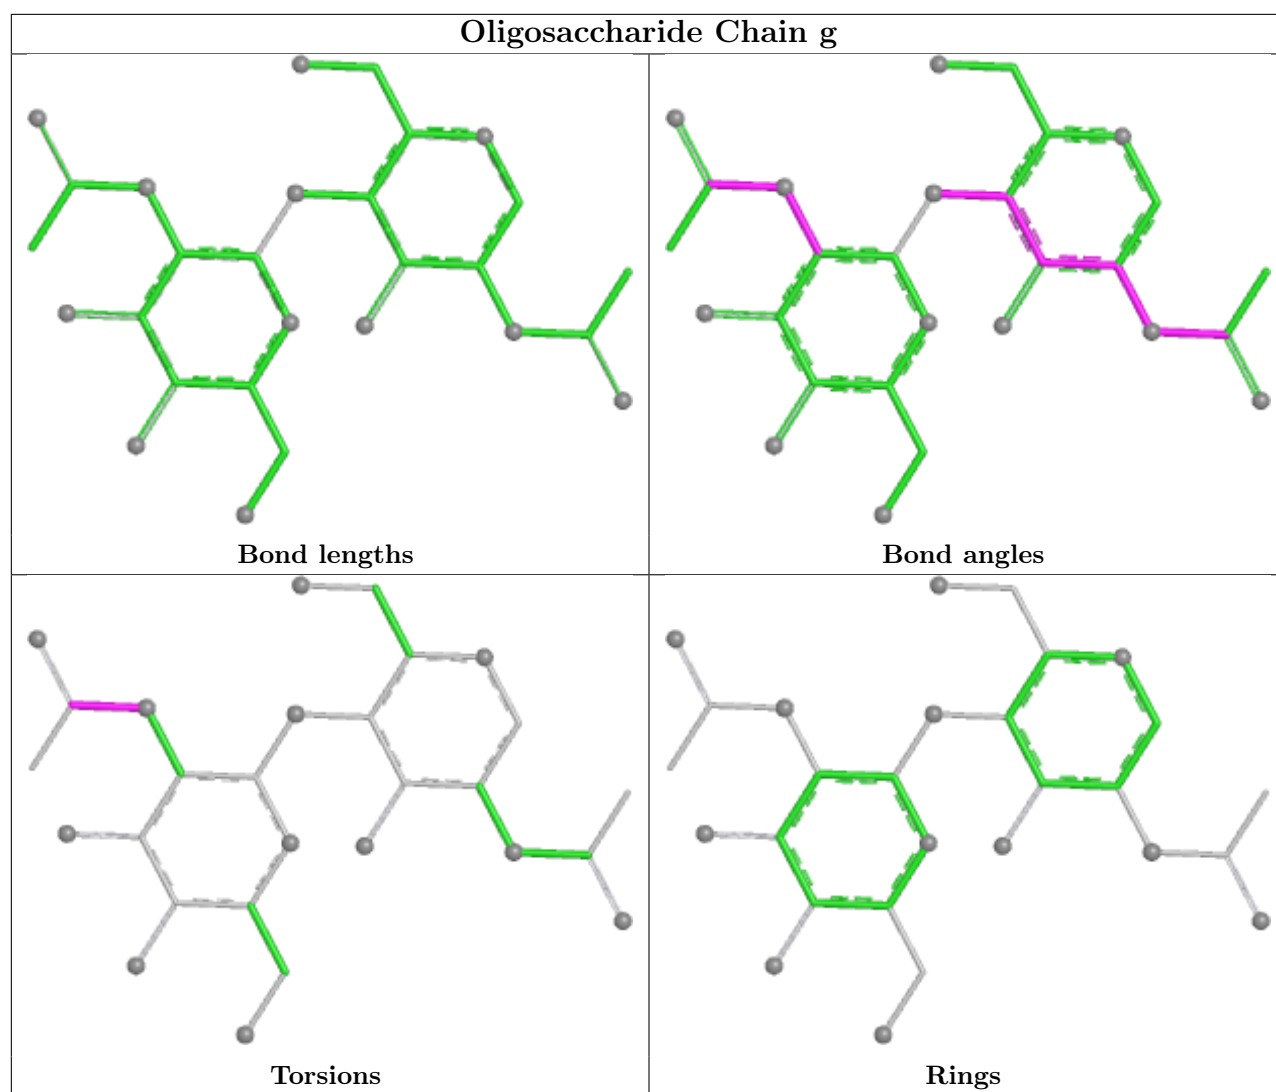 Oligosaccharide Chain g
Bond lengths
Bond angles
Torsions
Rings